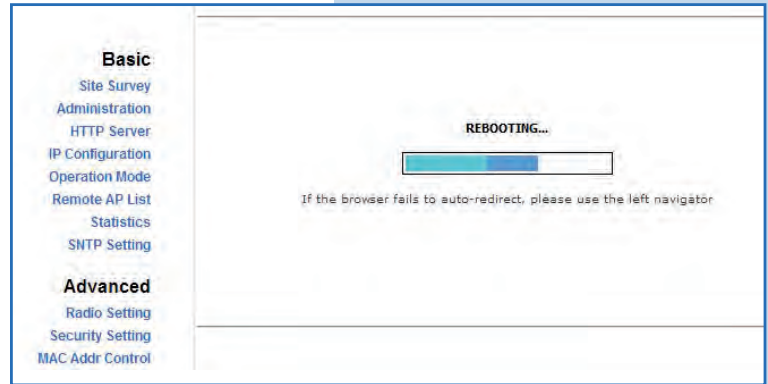 Basic
Site Survey
Administration
HTTP Server
IP Configuration
Operation Mode
Remote AP List
Statistics
SNTP Setting
Advanced
Radio Setting
Security Setting
MAC Addr Control
REBOOTING...
If the browser fails to auto-redirect, please use the left navigator